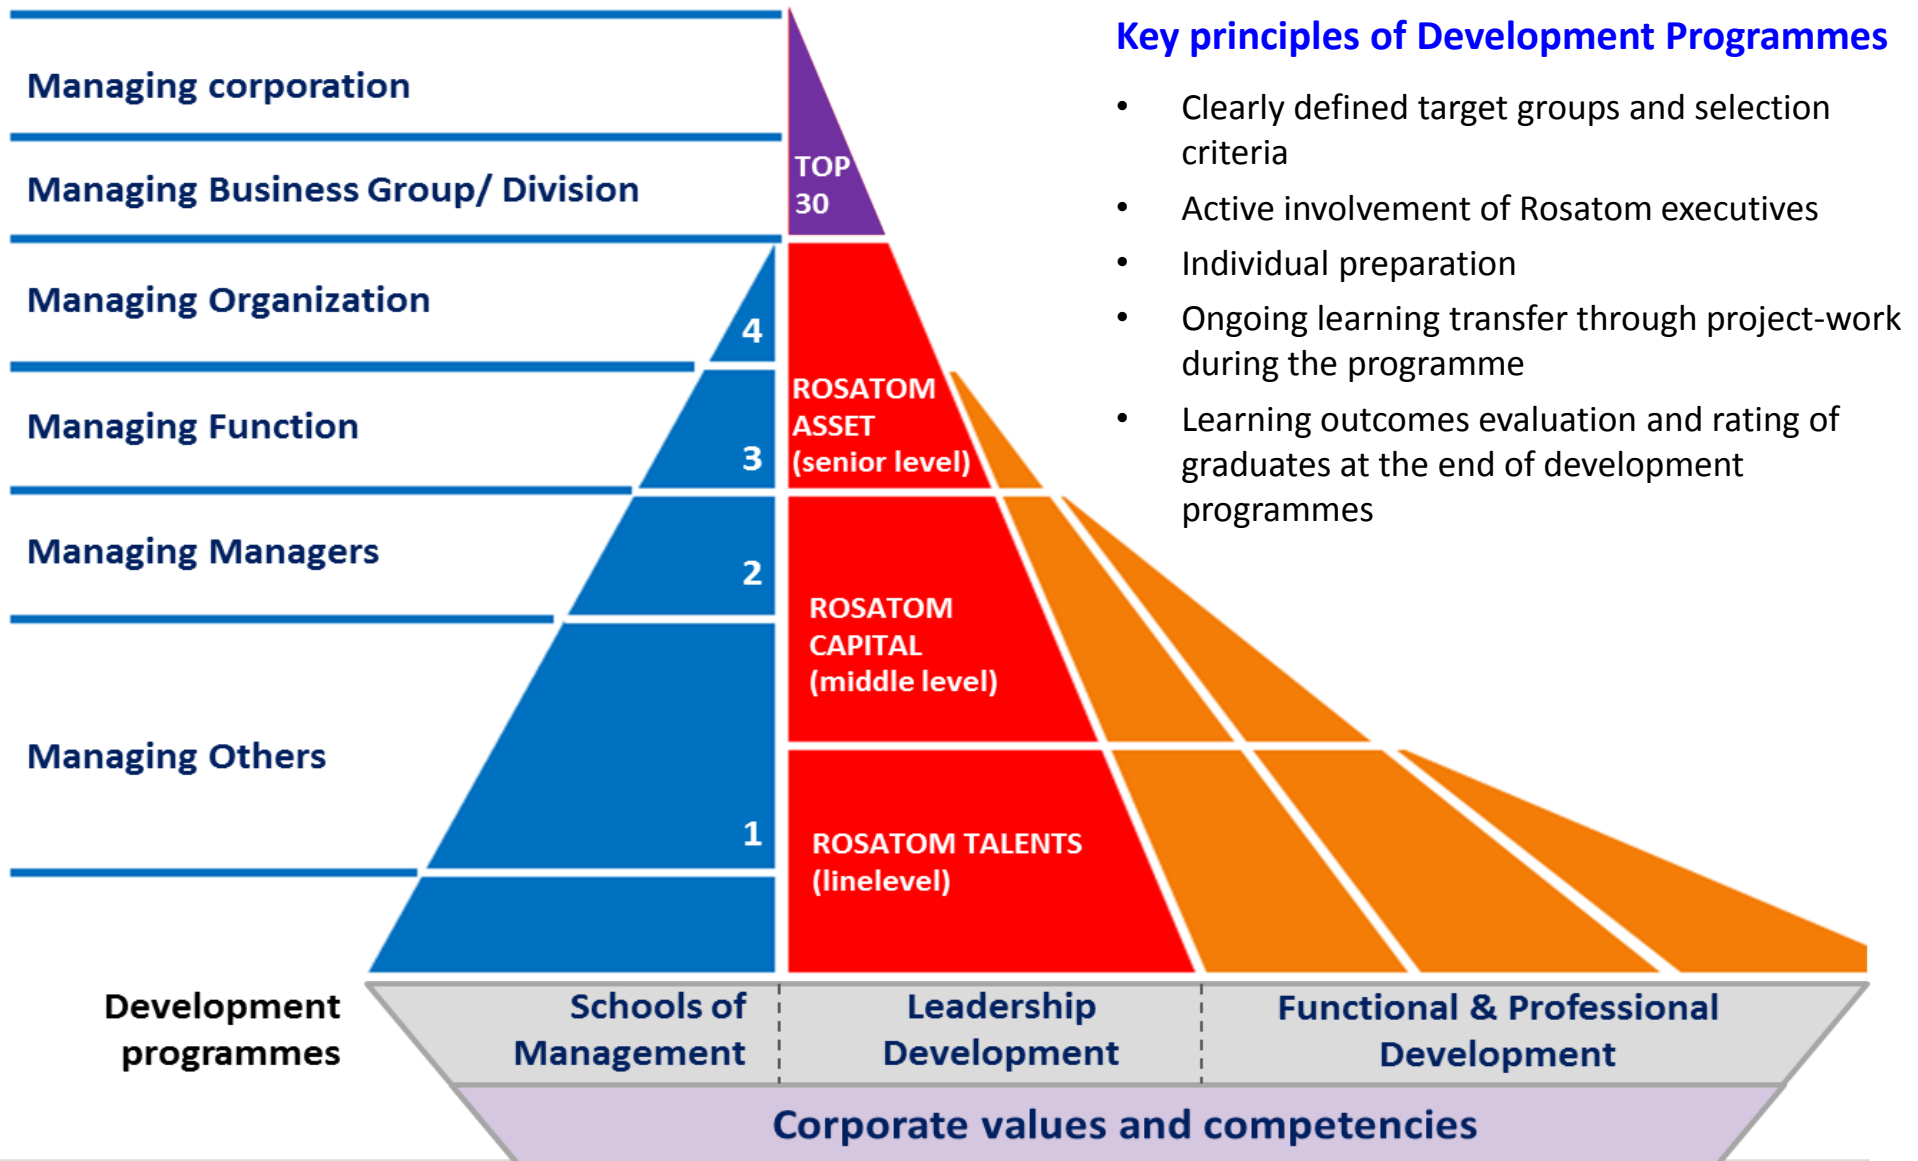 Key principles of Development Programmes
• Clearly defined target groups and selection
criteria
• Active involvement of Rosatom executives
• Individual preparation
• Ongoing learning transfer through project-work
during the programme
• Learning outcomes evaluation and rating of
graduates at the end of development
programmes
Managing corporation
Managing Business Group/ Division
Managing Organization
Managing Function
Managing Managers
Managing Others
4
3
2
1
TOP
30
ROSATOM
ASSET
(senior level)
ROSATOM
CAPITAL
(middle level)
ROSATOM TALENTS
(linelevel)
Development
programmes
Schools of
Management
Leadership
Development
Functional & Professional
Development
Corporate values and competencies